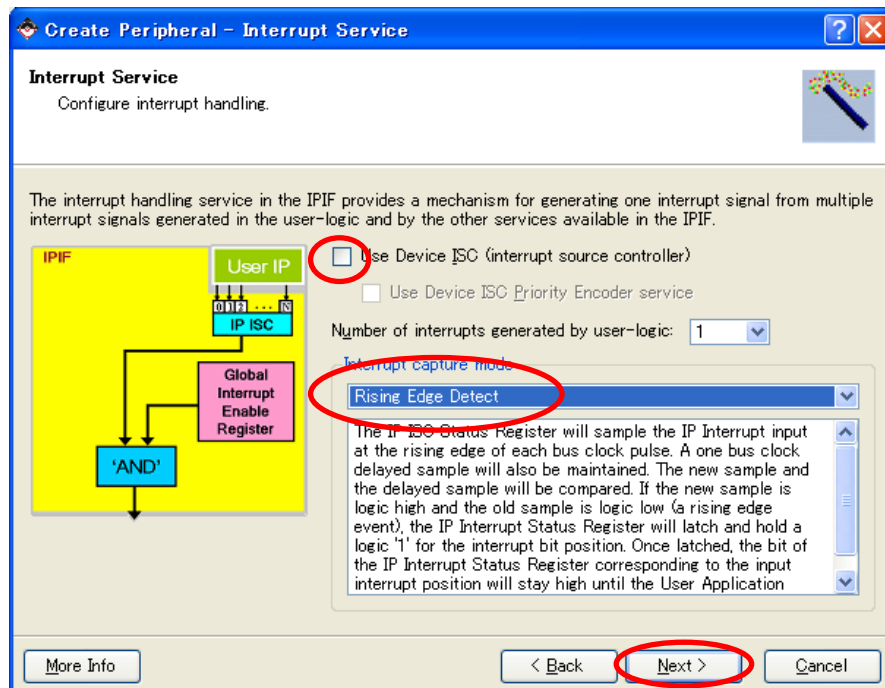 Create Peripheral - Interrupt Service
Interrupt Service
Configure interrupt handling.
The interrupt handling service in the IPIF provides a mechanism for generating one interrupt signal from multiple
interrupt signals generated in the user-logic and by the other services available in the IPIF.
IPIF
User IP
0 1 2 ... N
IP ISC
Global
Interrupt
Enable
Register
'AND'
Use Device ISC (interrupt source controller)
Use Device ISC Priority Encoder service
Number of interrupts generated by user-logic: 1
Interrupt capture mode
Rising Edge Detect
The IP ISC Status Register will sample the IP Interrupt input
at the rising edge of each bus clock pulse. A one bus clock
delayed sample will also be maintained. The new sample and
the delayed sample will be compared. If the new sample is
logic high and the old sample is logic low (a rising edge
event), the IP Interrupt Status Register will latch and hold a
logic '1' for the interrupt bit position. Once latched, the bit of
the IP Interrupt Status Register corresponding to the input
interrupt position will stay high until the User Application
More Info
< Back
Next >
Cancel